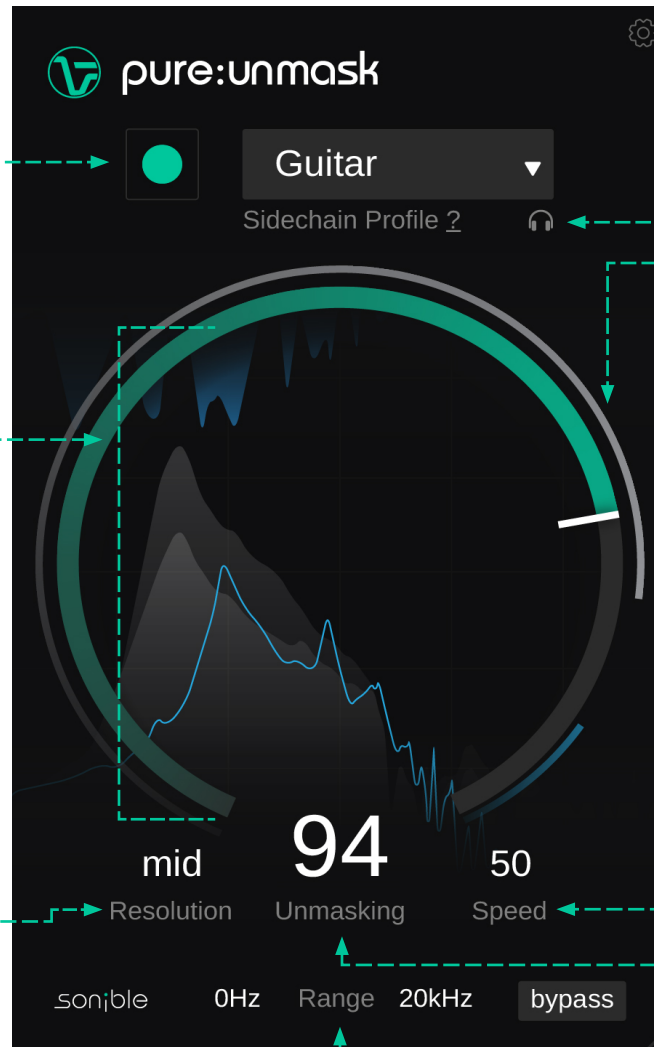 pure:unmask
Guitar
Sidechain Profile ?
mid 94 50
Resolution Unmasking Speed
sonible 0Hz Range 20kHz bypass